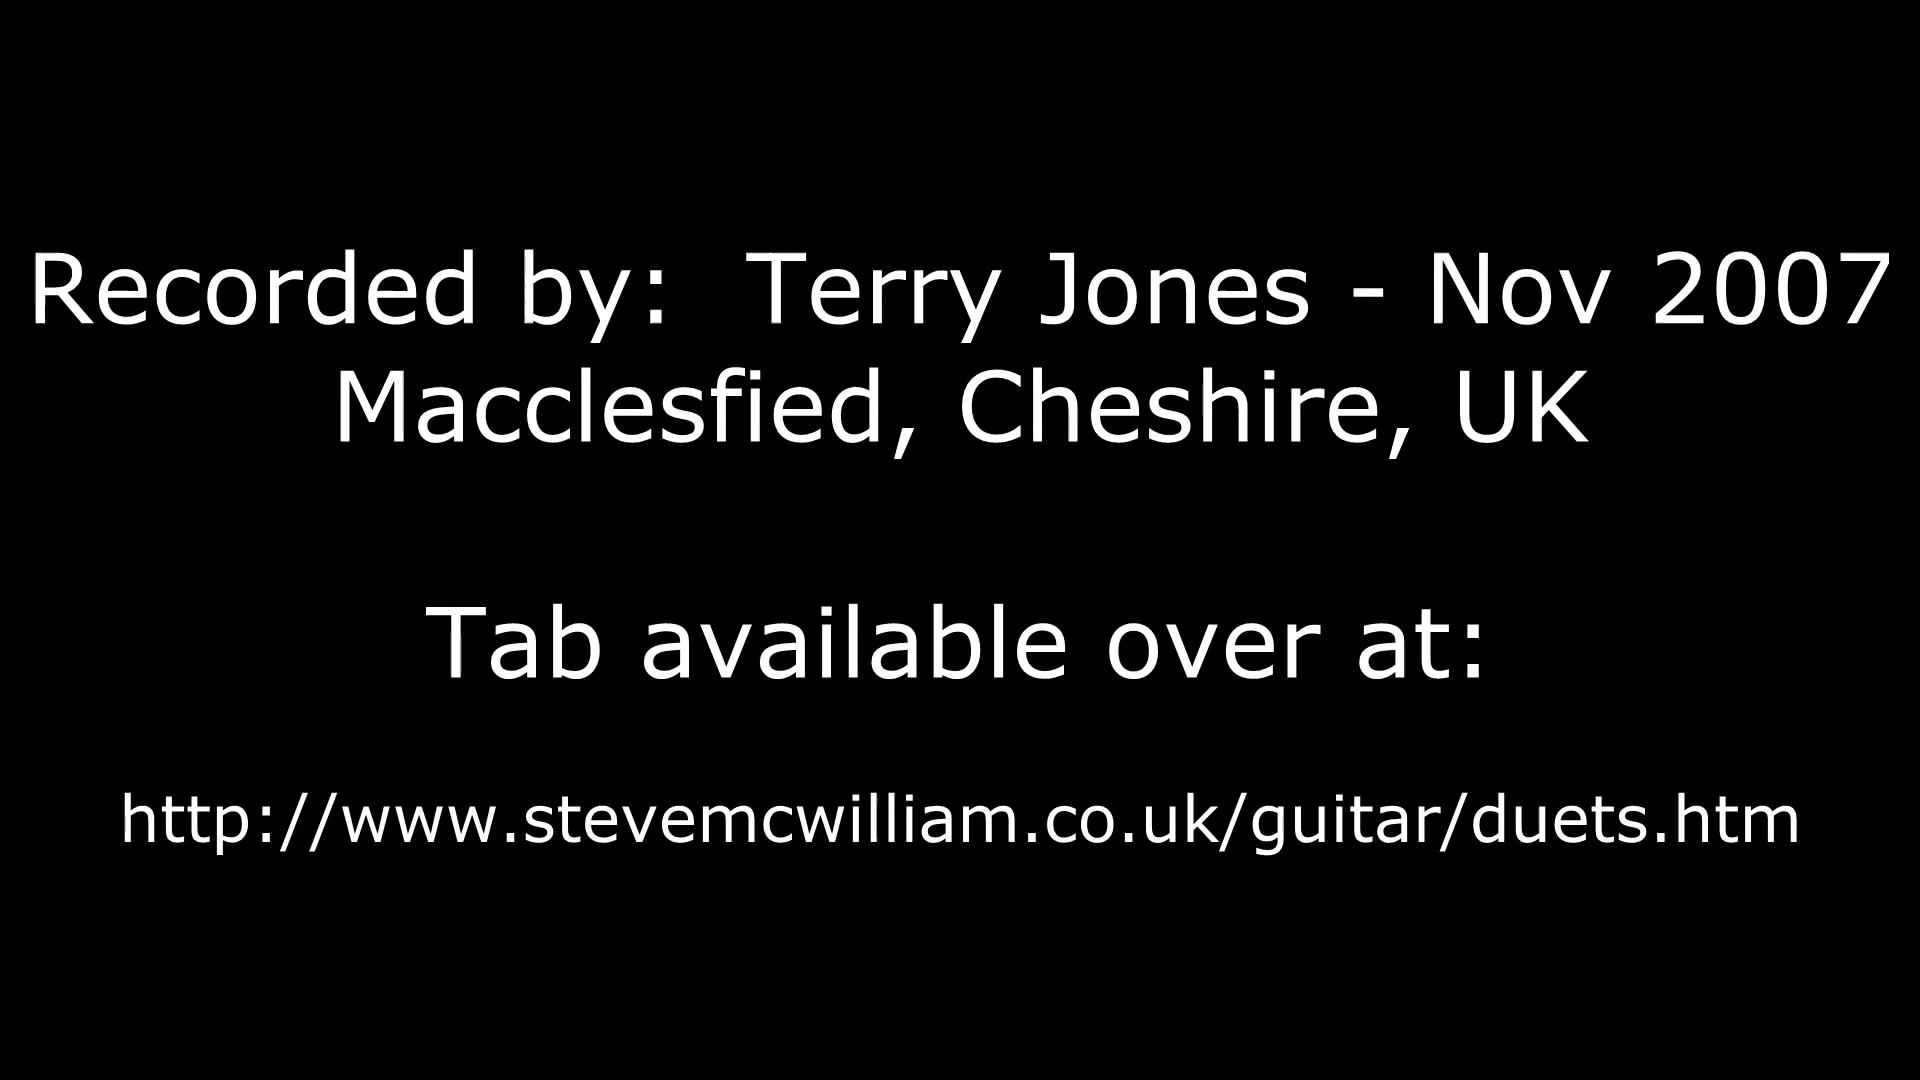 Recorded by:  Terry Jones - Nov 2007
Macclesfied, Cheshire, UK
Tab available over at:
http://www.stevemcwilliam.co.uk/guitar/duets.htm